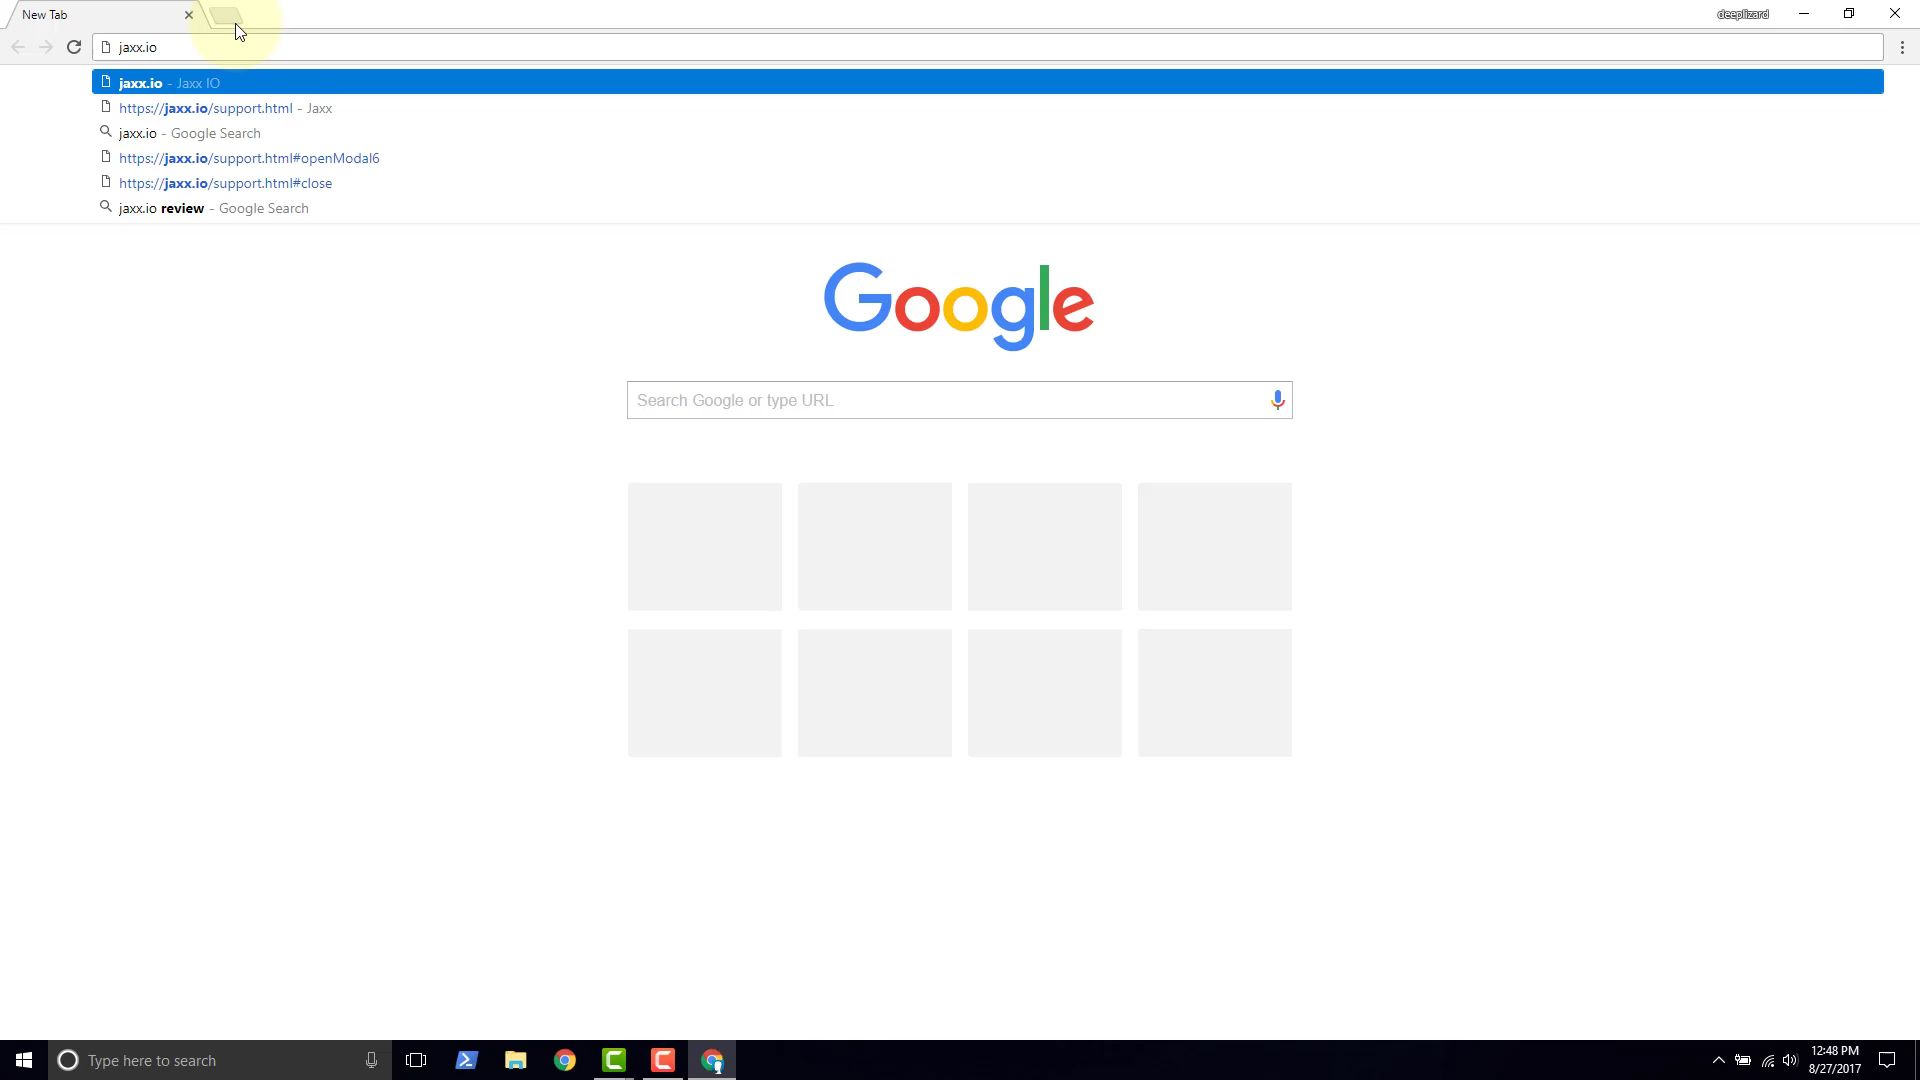 New Tab
deeplizard
jaxx.io
jaxx.io - Jaxx IO
https://jaxx.io/support.html - Jaxx
jaxx.io - Google Search
https://jaxx.io/support.html#openModal6
https://jaxx.io/support.html#close
jaxx.io review - Google Search
Google
Search Google or type URL
Type here to search
12:48 PM
8/27/2017